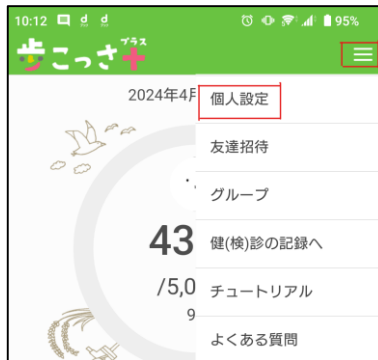 10:12 95%
歩こっさプラス
2024年4月
個人設定
友達招待
グループ
43
健(検)診の記録へ
/5,0
チュートリアル
9
よくある質問